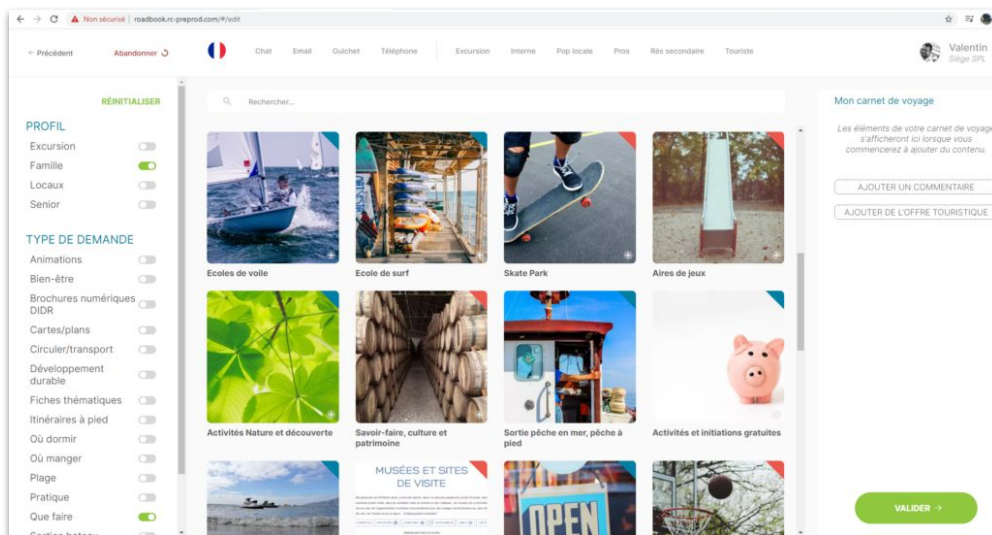 Non sécurisé | roadbook.rc-preprod.com/#/edit
← Précédent
Abandonner
Chat Email Guichet Téléphone Excursion Interne Pop locale Pros Rés secondaire Touriste
Valentin
Siège SPL
RÉINITIALISER
PROFIL
Excursion
Famille
Locaux
Senior
TYPE DE DEMANDE
Animations
Bien-être
Brochures numériques
DIDR
Cartes/plans
Circuler/transport
Développement
durable
Fiches thématiques
Itinéraires à pied
Où dormir
Où manger
Plage
Pratique
Que faire
Sorties bateau
Rechercher...
Ecoles de voile
Ecole de surf
Skate Park
Aires de jeux
Activités Nature et découverte
Savoir-faire, culture et
patrimoine
Sortie pêche en mer, pêche à
pied
Activités et initiations gratuites
MUSÉES ET SITES
DE VISITE
OPEN
Mon carnet de voyage
Les éléments de votre carnet de voyage
s'afficheront ici lorsque vous
commencerez à ajouter du contenu.
AJOUTER UN COMMENTAIRE
AJOUTER DE L'OFFRE TOURISTIQUE
VALIDER →